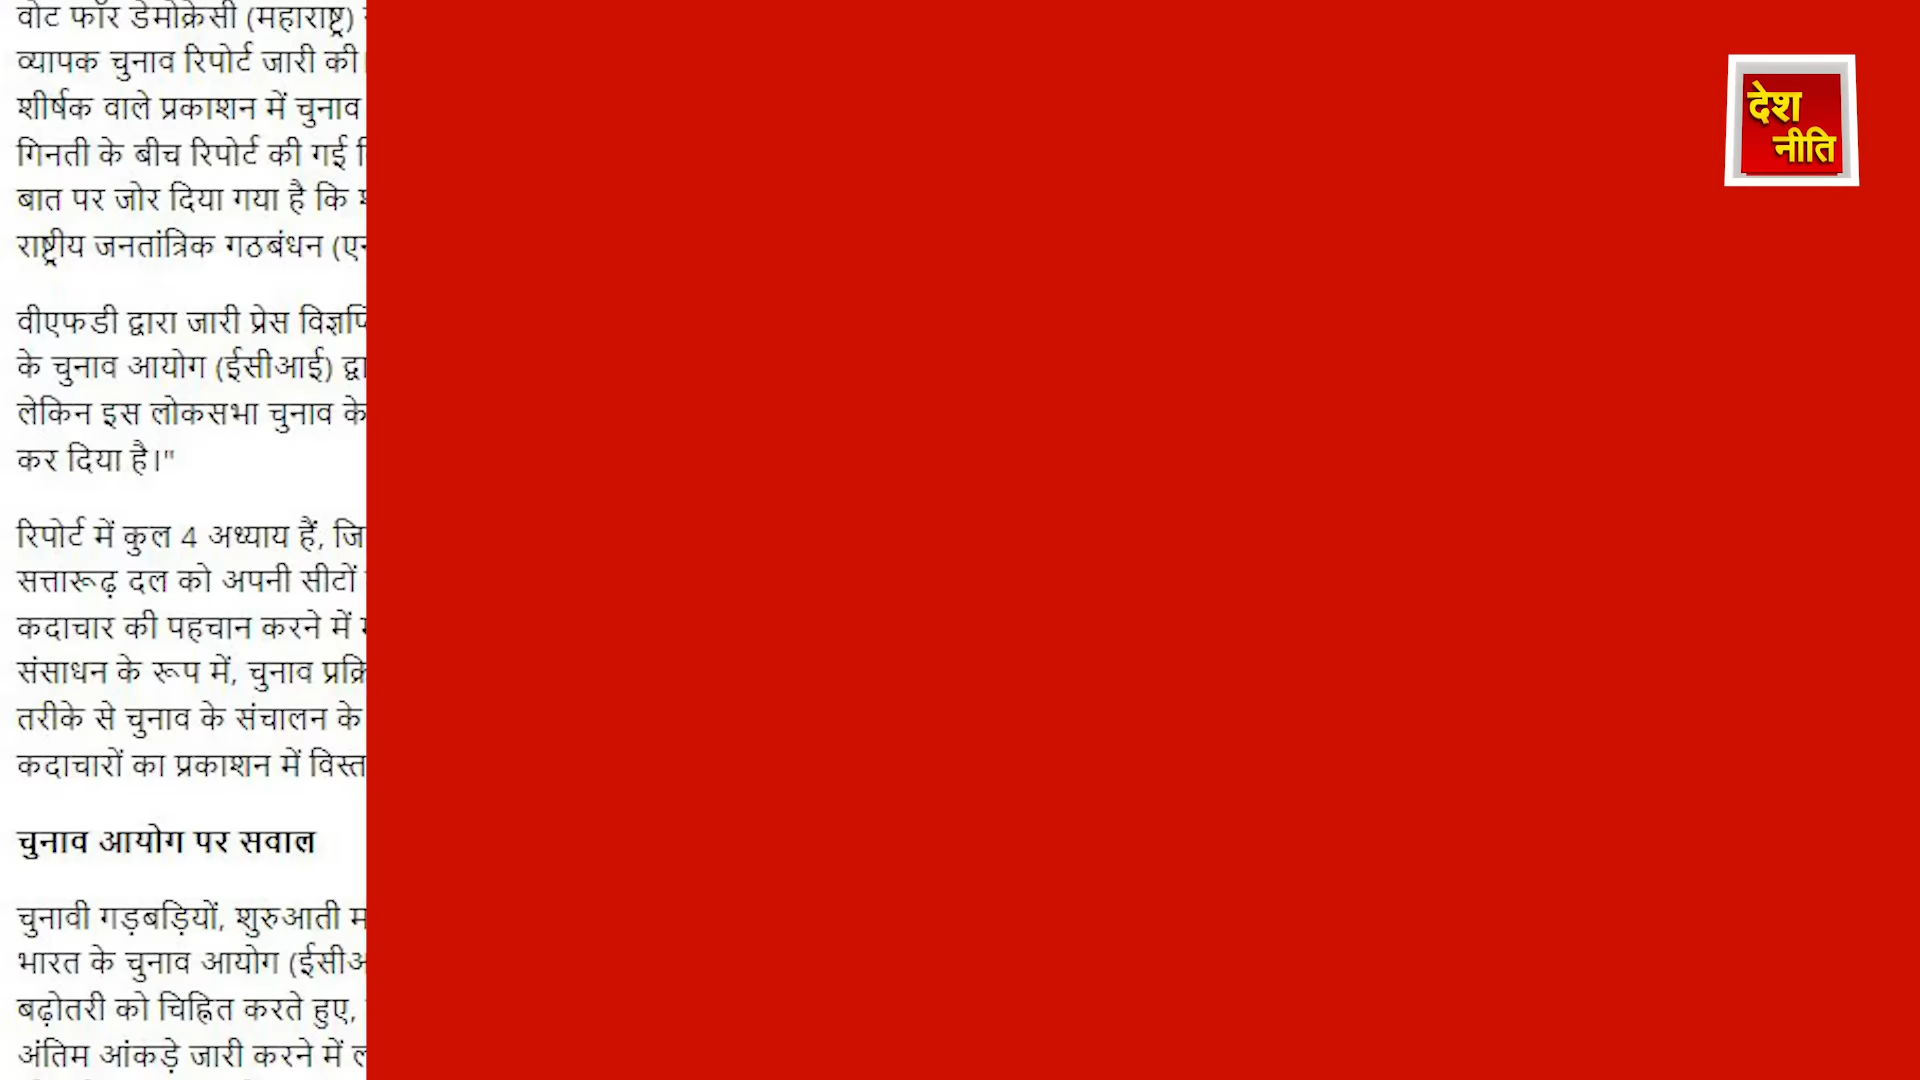 वोट फॉर डेमोक्रेसी (महाराष्ट्र)
व्यापक चुनाव रिपोर्ट जारी की
शीर्षक वाले प्रकाशन में चुनाव
गिनती के बीच रिपोर्ट की गई
बात पर जोर दिया गया है कि
राष्ट्रीय जनतांत्रिक गठबंधन
वीएफडी द्वारा जारी प्रेस
के चुनाव आयोग (ईसीआई)
लेकिन इस लोकसभा चुनाव के
कर दिया है।"
रिपोर्ट में कुल 4 अध्याय हैं,
सत्तारूढ़ दल को अपनी सीटों
कदाचार की पहचान करने में
संसाधन के रूप में, चुनाव
तरीके से चुनाव के संचालन के
कदाचारों का प्रकाशन में
चुनाव आयोग पर सवाल
चुनावी गड़बड़ियों, शुरुआती
भारत के चुनाव आयोग
बढ़ोतरी को चिह्नित करते हुए,
अंतिम आंकड़े जारी करने में
देश
नीति